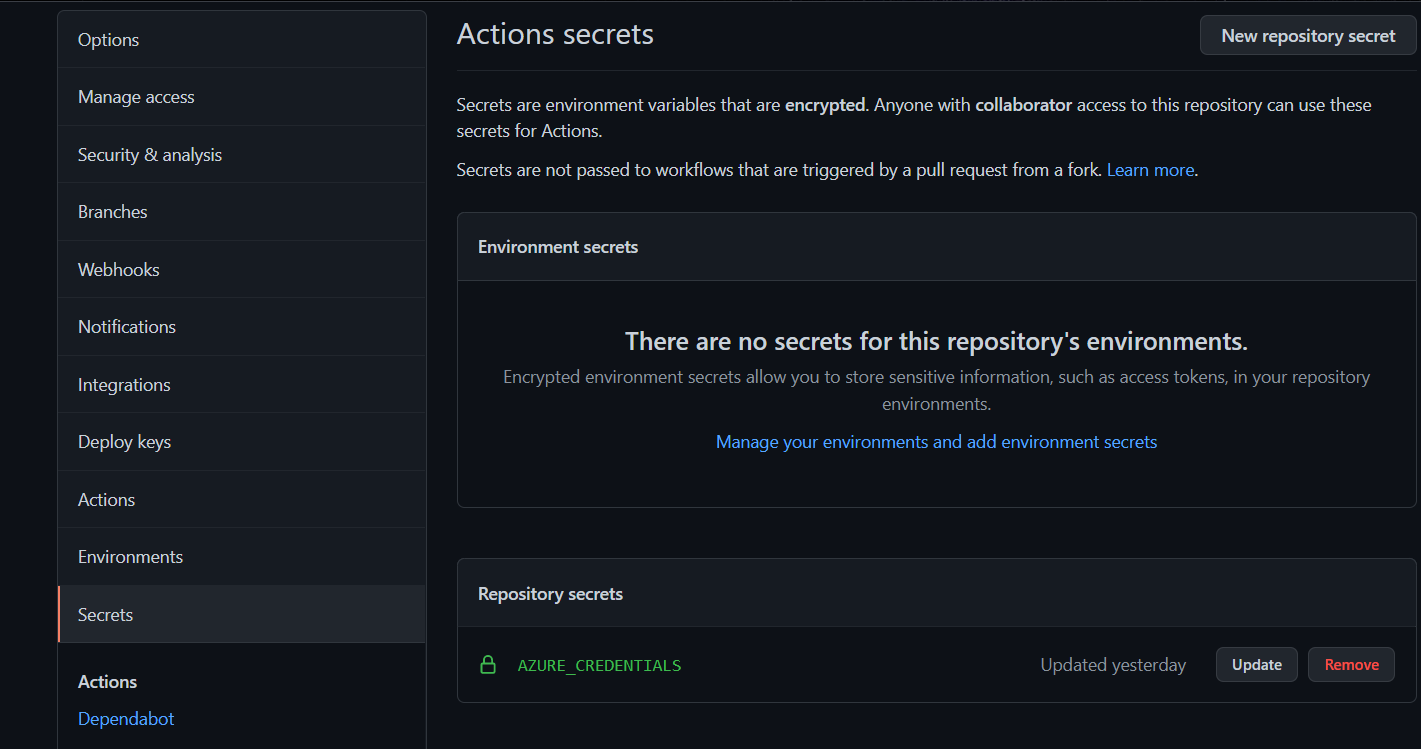 Options
Manage access
Security & analysis
Branches
Webhooks
Notifications
Integrations
Deploy keys
Actions
Environments
Secrets
Actions
Dependabot
Actions secrets
New repository secret
Secrets are environment variables that are encrypted. Anyone with collaborator access to this repository can use these
secrets for Actions.
Secrets are not passed to workflows that are triggered by a pull request from a fork. Learn more.
Environment secrets
There are no secrets for this repository's environments.
Encrypted environment secrets allow you to store sensitive information, such as access tokens, in your repository
environments.
Manage your environments and add environment secrets
Repository secrets
AZURE_CREDENTIALS
Updated yesterday
Update
Remove